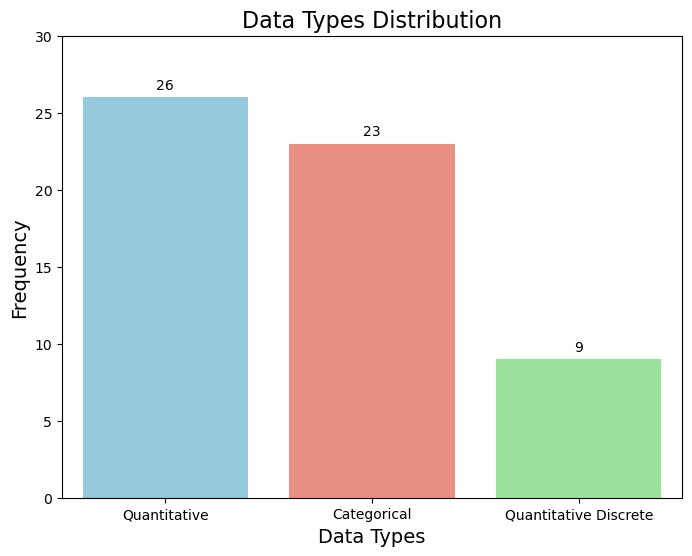 Data Types Distribution
Frequency
30
25
20
15
10
5
0
26
23
9
Quantitative
Categorical
Quantitative Discrete
Data Types